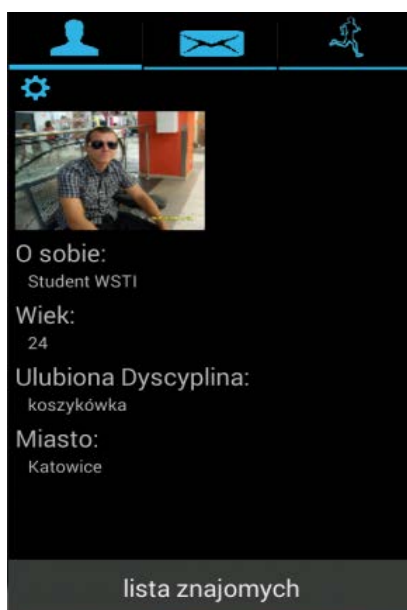 O sobie:
Student WSTI
Wiek:
24
Ulubiona Dyscyplina:
koszykówka
Miasto:
Katowice
lista znajomych